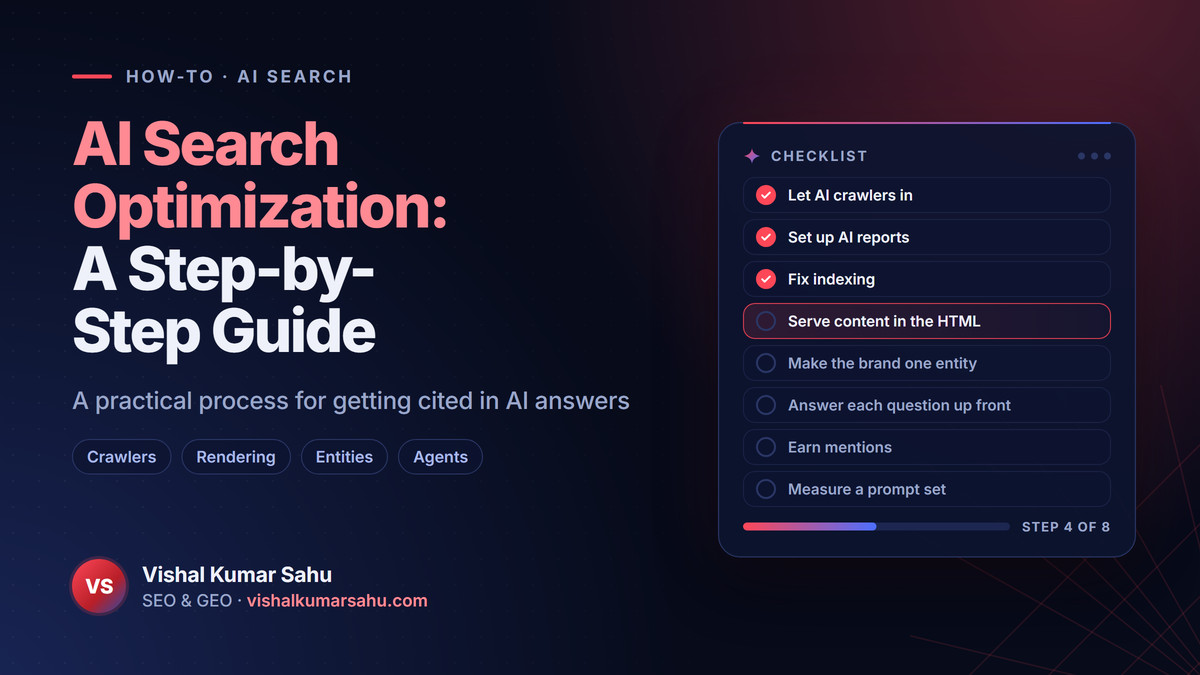 HOW-TO · AI SEARCH
AI Search
Optimization:
A Step-by-
Step Guide
A practical process for getting cited in AI answers
Crawlers
Rendering
Entities
Agents
VS
Vishal Kumar Sahu
SEO & GEO · vishalkumarsahu.com
CHECKLIST
Let AI crawlers in
Set up AI reports
Fix indexing
Serve content in the HTML
Make the brand one entity
Answer each question up front
Earn mentions
Measure a prompt set
STEP 4 OF 8